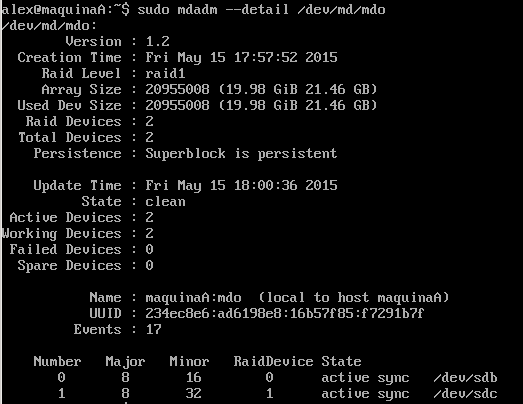 alex@maquinaA:~$ sudo mdadm --detail /dev/md/mdo
/dev/md/mdo:
Version : 1.2
Creation Time : Fri May 15 17:57:52 2015
Raid Level : raid1
Array Size : 20955008 (19.98 GiB 21.46 GB)
Used Dev Size : 20955008 (19.98 GiB 21.46 GB)
Raid Devices : 2
Total Devices : 2
Persistence : Superblock is persistent
Update Time : Fri May 15 18:00:36 2015
State : clean
Active Devices : 2
Working Devices : 2
Failed Devices : 0
Spare Devices : 0
Name : maquinaA:mdo (local to host maquinaA)
UUID : 234ec8e6:ad6198e8:16b57f85:f7291b7f
Events : 17
Number Major Minor RaidDevice State
0 8 16 0 active sync /dev/sdb
1 8 32 1 active sync /dev/sdc